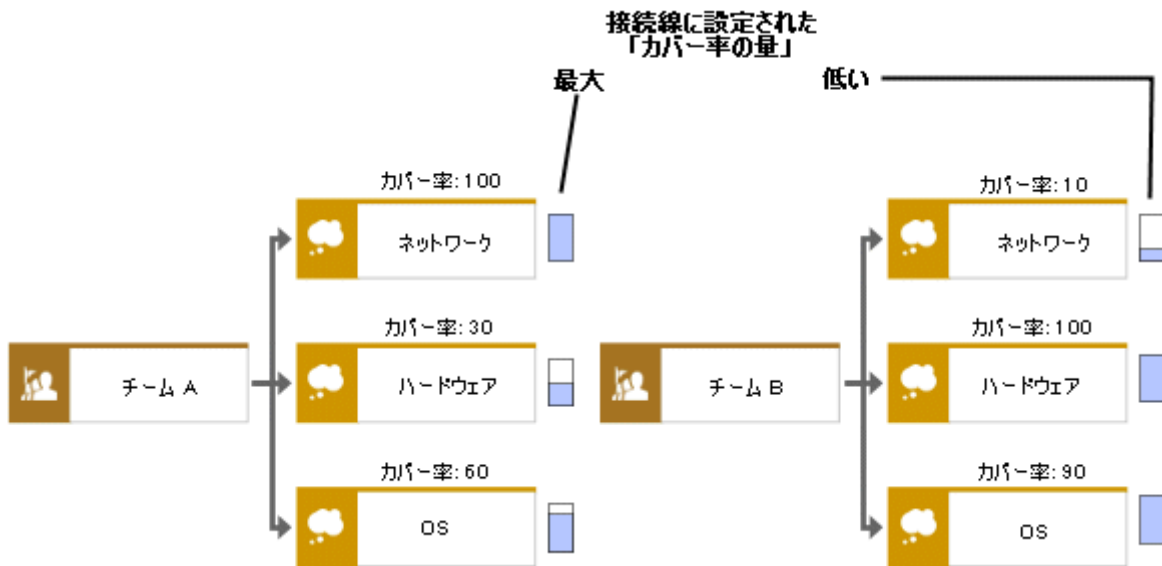 接続線に設定された
「カバー率の量」
最大
低い
カバー率:100
ネットワーク
カバー率:30
チーム A
ハードウェア
カバー率:60
OS
カバー率:10
ネットワーク
カバー率:100
チーム B
ハードウェア
カバー率:90
OS